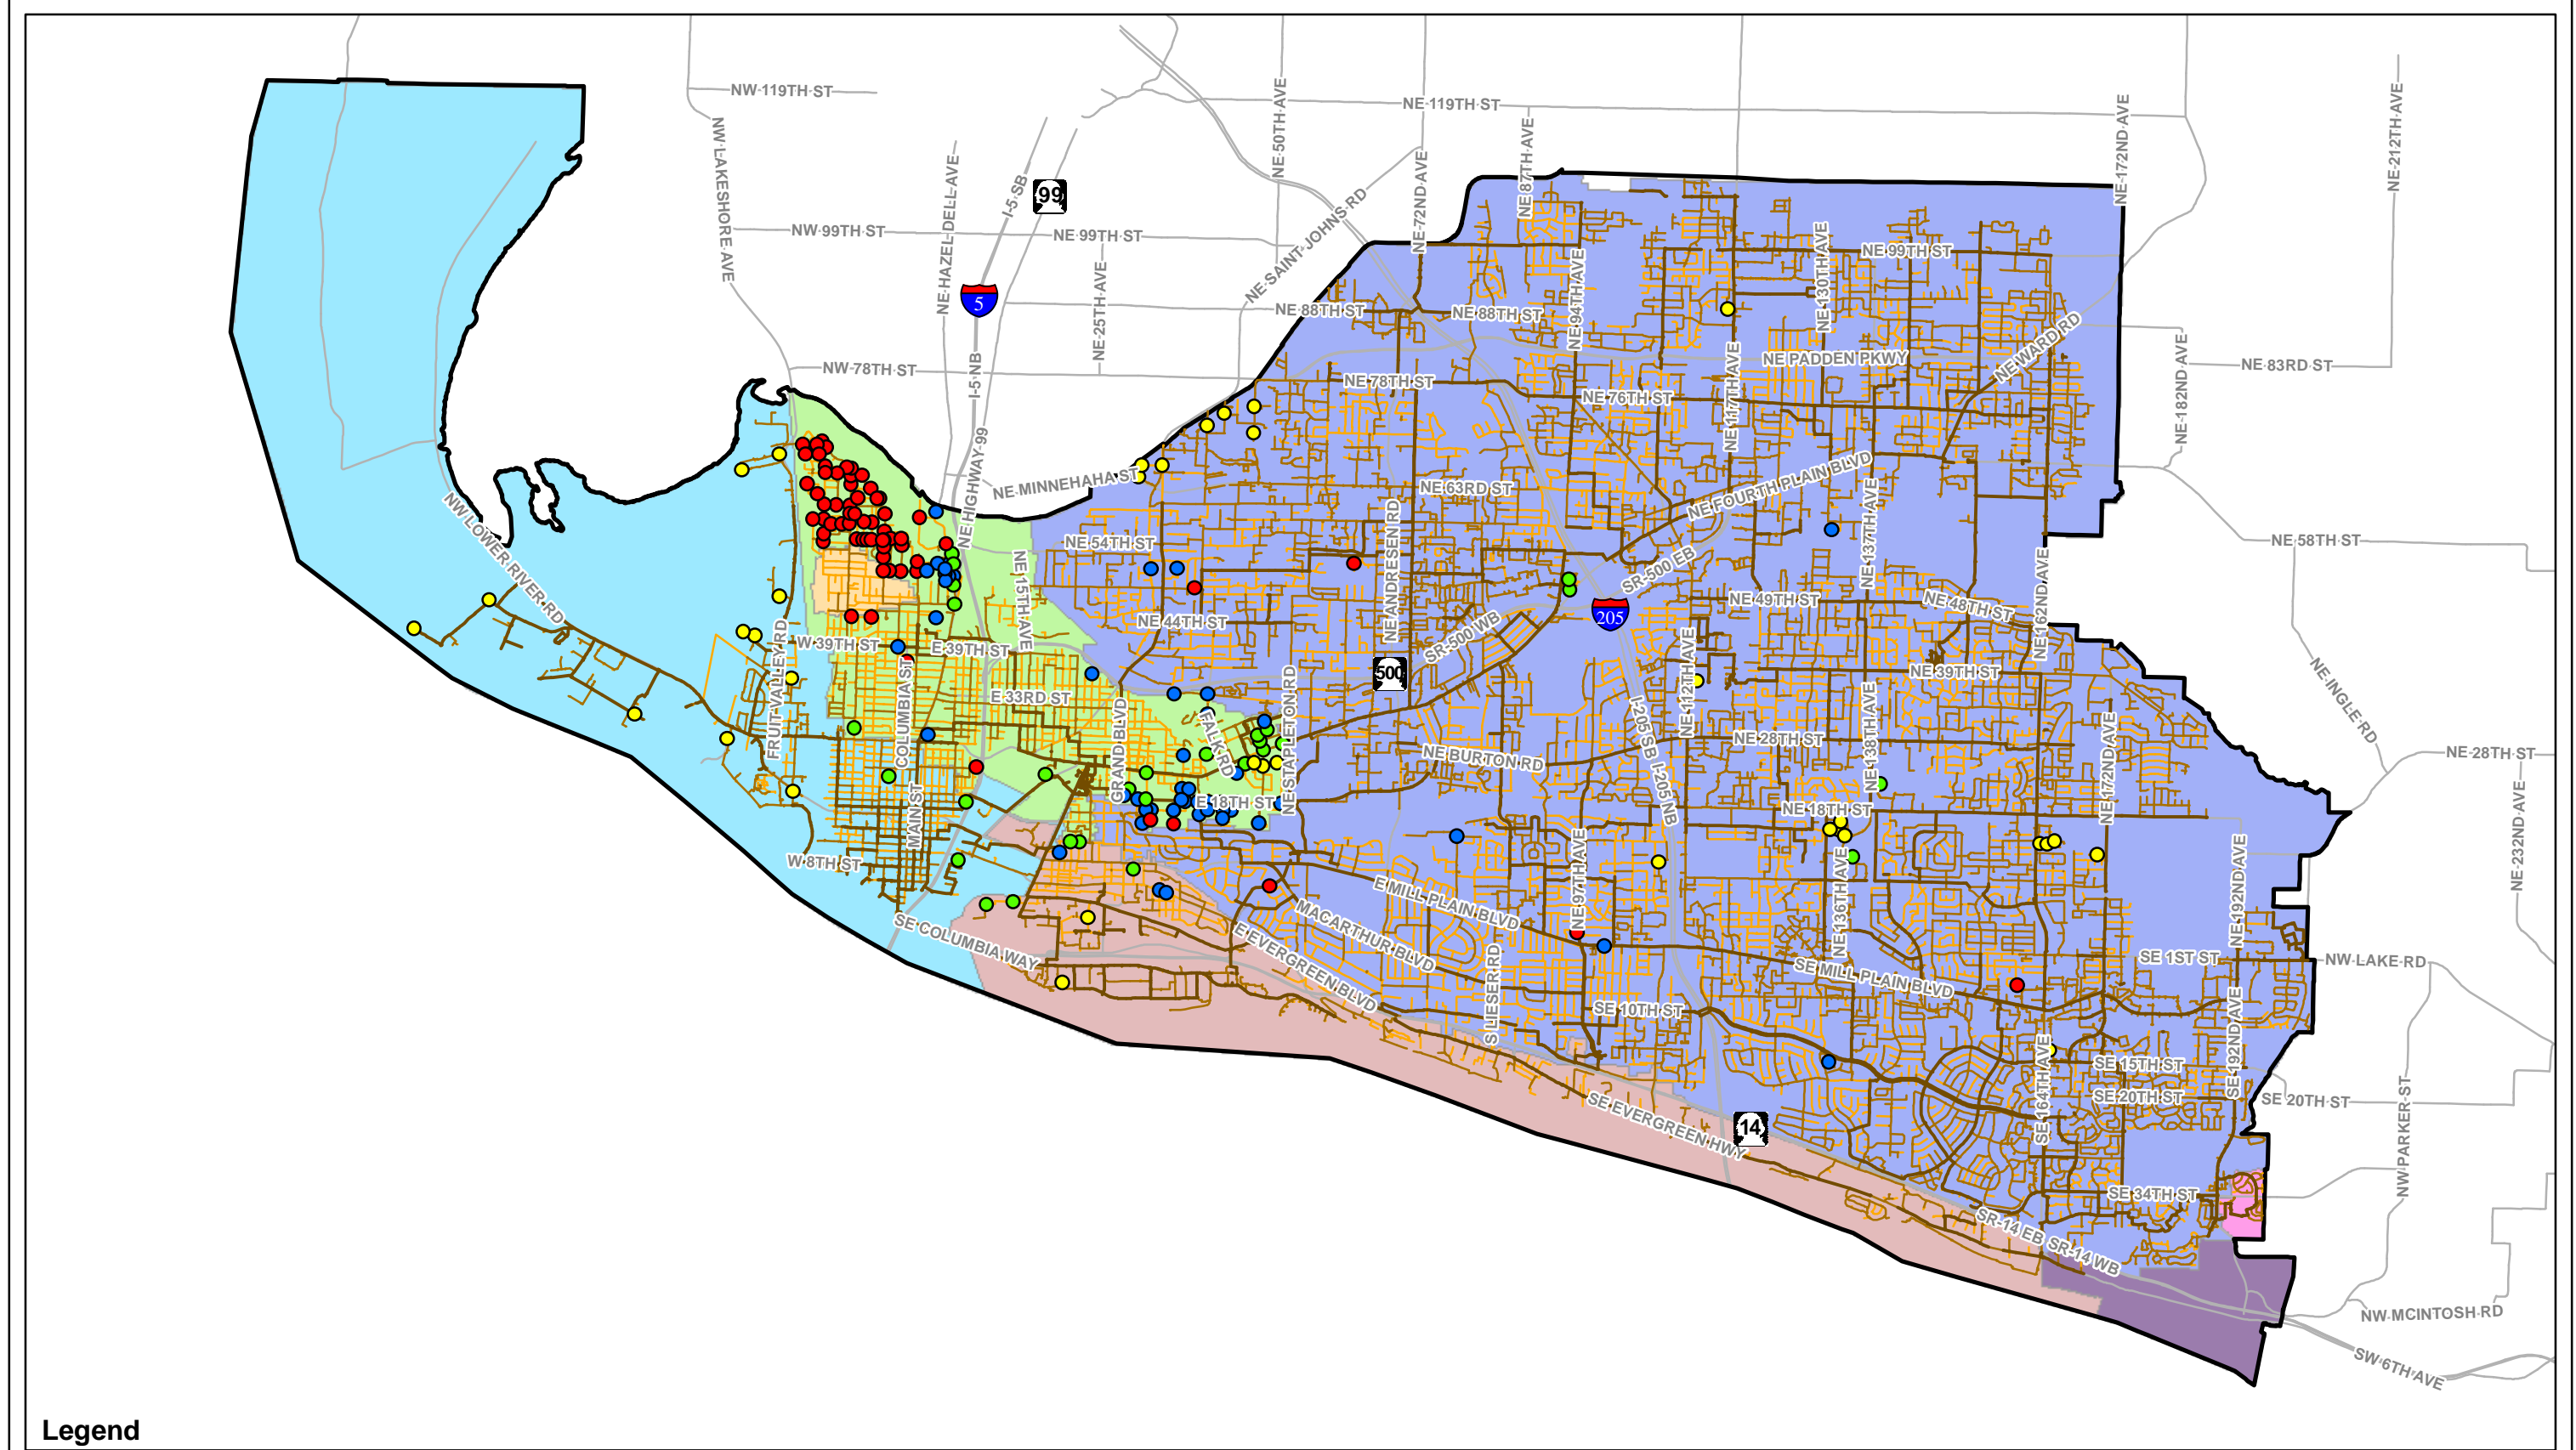 NW 119TH ST
NE 119TH ST
NE 50TH AVE
NE 72ND AVE
NE 87TH AVE
NE 172ND AVE
NE 212TH AVE
NW LAKESHORE AVE
NE HAZEL DELL AVE
I-5 SB
99
NE SAINT JOHNS RD
NW 99TH ST
NE 99TH ST
NE 25TH AVE
NE 94TH AVE
NE 130TH AVE
NE 99TH ST
5
NE 88TH ST
NE 88TH ST
NE WARD RD
NE 182ND AVE
NE 83RD ST
NW 78TH ST
I-5 NB
NE 78TH ST
NE 76TH ST
NE 117TH AVE
NE PADDEN PKWY
NE HIGHWAY 99
NE MINNEHAHA ST
NE 63RD ST
NE FOURTH PLAIN BLVD
NE 137TH AVE
NW LOWER RIVER RD
NE 54TH ST
NE ANDRESEN RD
SR-500 EB
NE 58TH ST
NE 15TH AVE
NE 44TH ST
205
NE 49TH ST
NE 48TH ST
NE 162ND AVE
FRUIT VALLEY RD
W 39TH ST
E 39TH ST
SR-500 WB
500
NE 112TH AVE
NE 39TH ST
NE INGLE RD
COLUMBIA ST
E 33RD ST
GRAND BLVD
FALK RD
NE STAPLETON RD
NE BURTON RD
I-205 SB
I-205 NB
NE 28TH ST
NE 138TH AVE
NE 172ND AVE
NE 28TH ST
MAIN ST
E 18TH ST
NE 18TH ST
NE 232ND AVE
W 8TH ST
NE 97TH AVE
NE 136TH AVE
NE 192ND AVE
SE COLUMBIA WAY
E EVERGREEN BLVD
MACARTHUR BLVD
E MILL PLAIN BLVD
S LIESER RD
SE MILL PLAIN BLVD
SE 1ST ST
NW LAKE RD
SE 10TH ST
SE 164TH AVE
SE 15TH ST
SE 192ND AVE
SE 20TH ST
SE 20TH ST
NW PARKER ST
SE EVERGREEN HWY
14
SE 34TH ST
SR-14 EB
SR-14 WB
NW MCINTOSH RD
SW 6TH AVE
Legend